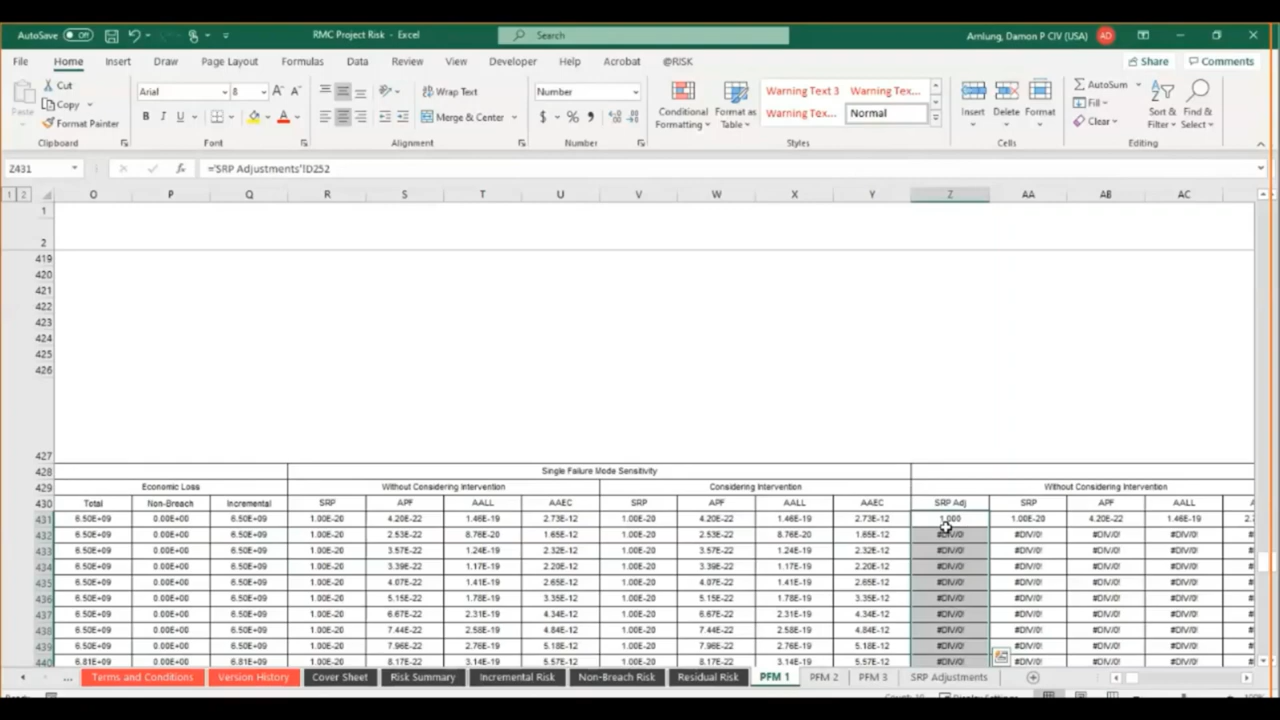 AutoSave Off RMC Project Risk - Excel Search Amlung, Damon P CIV (USA) AD
File Home Insert Draw Page Layout Formulas Data Review View Developer Help Acrobat @RISK Share Comments
Paste Cut Copy Format Painter Arial 8 Wrap Text Merge & Center Number Conditional Formatting Format as Table Warning Text 3 Warning Tex... Warning Tex... Normal Insert Delete Format AutoSum Fill Clear Sort & Filter Find & Select
Clipboard Font Alignment Number Styles Cells Editing
Z431 fx ='SRP Adjustments'!D252
1 2 O P Q R S T U V W X Y Z AA AB AC
1
2
419
420
421
422
423
424
425
426
427
428 Single Failure Mode Sensitivity
429 Economic Loss Without Considering Intervention Considering Intervention Without Considering Intervention
430 Total Non-Breach Incremental SRP APF AALL AAEC SRP APF AALL AAEC SRP Adj SRP APF AALL
431 6.50E+09 0.00E+00 6.50E+09 1.00E-20 4.20E-22 1.46E-19 2.73E-12 1.00E-20 4.20E-22 1.46E-19 2.73E-12 1.000 1.00E-20 4.20E-22 1.46E-19
432 6.50E+09 0.00E+00 6.50E+09 1.00E-20 2.53E-22 8.76E-20 1.65E-12 1.00E-20 2.53E-22 8.76E-20 1.65E-12 #DIV/0! #DIV/0! #DIV/0! #DIV/0!
433 6.50E+09 0.00E+00 6.50E+09 1.00E-20 3.57E-22 1.24E-19 2.32E-12 1.00E-20 3.57E-22 1.24E-19 2.32E-12 #DIV/0! #DIV/0! #DIV/0! #DIV/0!
434 6.50E+09 0.00E+00 6.50E+09 1.00E-20 3.39E-22 1.17E-19 2.20E-12 1.00E-20 3.39E-22 1.17E-19 2.20E-12 #DIV/0! #DIV/0! #DIV/0! #DIV/0!
435 6.50E+09 0.00E+00 6.50E+09 1.00E-20 4.07E-22 1.41E-19 2.65E-12 1.00E-20 4.07E-22 1.41E-19 2.65E-12 #DIV/0! #DIV/0! #DIV/0! #DIV/0!
436 6.50E+09 0.00E+00 6.50E+09 1.00E-20 5.15E-22 1.78E-19 3.35E-12 1.00E-20 5.15E-22 1.78E-19 3.35E-12 #DIV/0! #DIV/0! #DIV/0! #DIV/0!
437 6.50E+09 0.00E+00 6.50E+09 1.00E-20 6.67E-22 2.31E-19 4.34E-12 1.00E-20 6.67E-22 2.31E-19 4.34E-12 #DIV/0! #DIV/0! #DIV/0! #DIV/0!
438 6.50E+09 0.00E+00 6.50E+09 1.00E-20 7.44E-22 2.58E-19 4.84E-12 1.00E-20 7.44E-22 2.58E-19 4.84E-12 #DIV/0! #DIV/0! #DIV/0! #DIV/0!
439 6.50E+09 0.00E+00 6.50E+09 1.00E-20 7.96E-22 2.76E-19 5.18E-12 1.00E-20 7.96E-22 2.76E-19 5.18E-12 #DIV/0! #DIV/0! #DIV/0! #DIV/0!
440 6.81E+09 0.00E+00 6.81E+09 1.00E-20 8.17E-22 3.14E-19 5.57E-12 1.00E-20 8.17E-22 3.14E-19 5.57E-12 #DIV/0! #DIV/0! #DIV/0! #DIV/0!
... Terms and Conditions Version History Cover Sheet Risk Summary Incremental Risk Non-Breach Risk Residual Risk PFM 1 PFM 2 PFM 3 SRP Adjustments